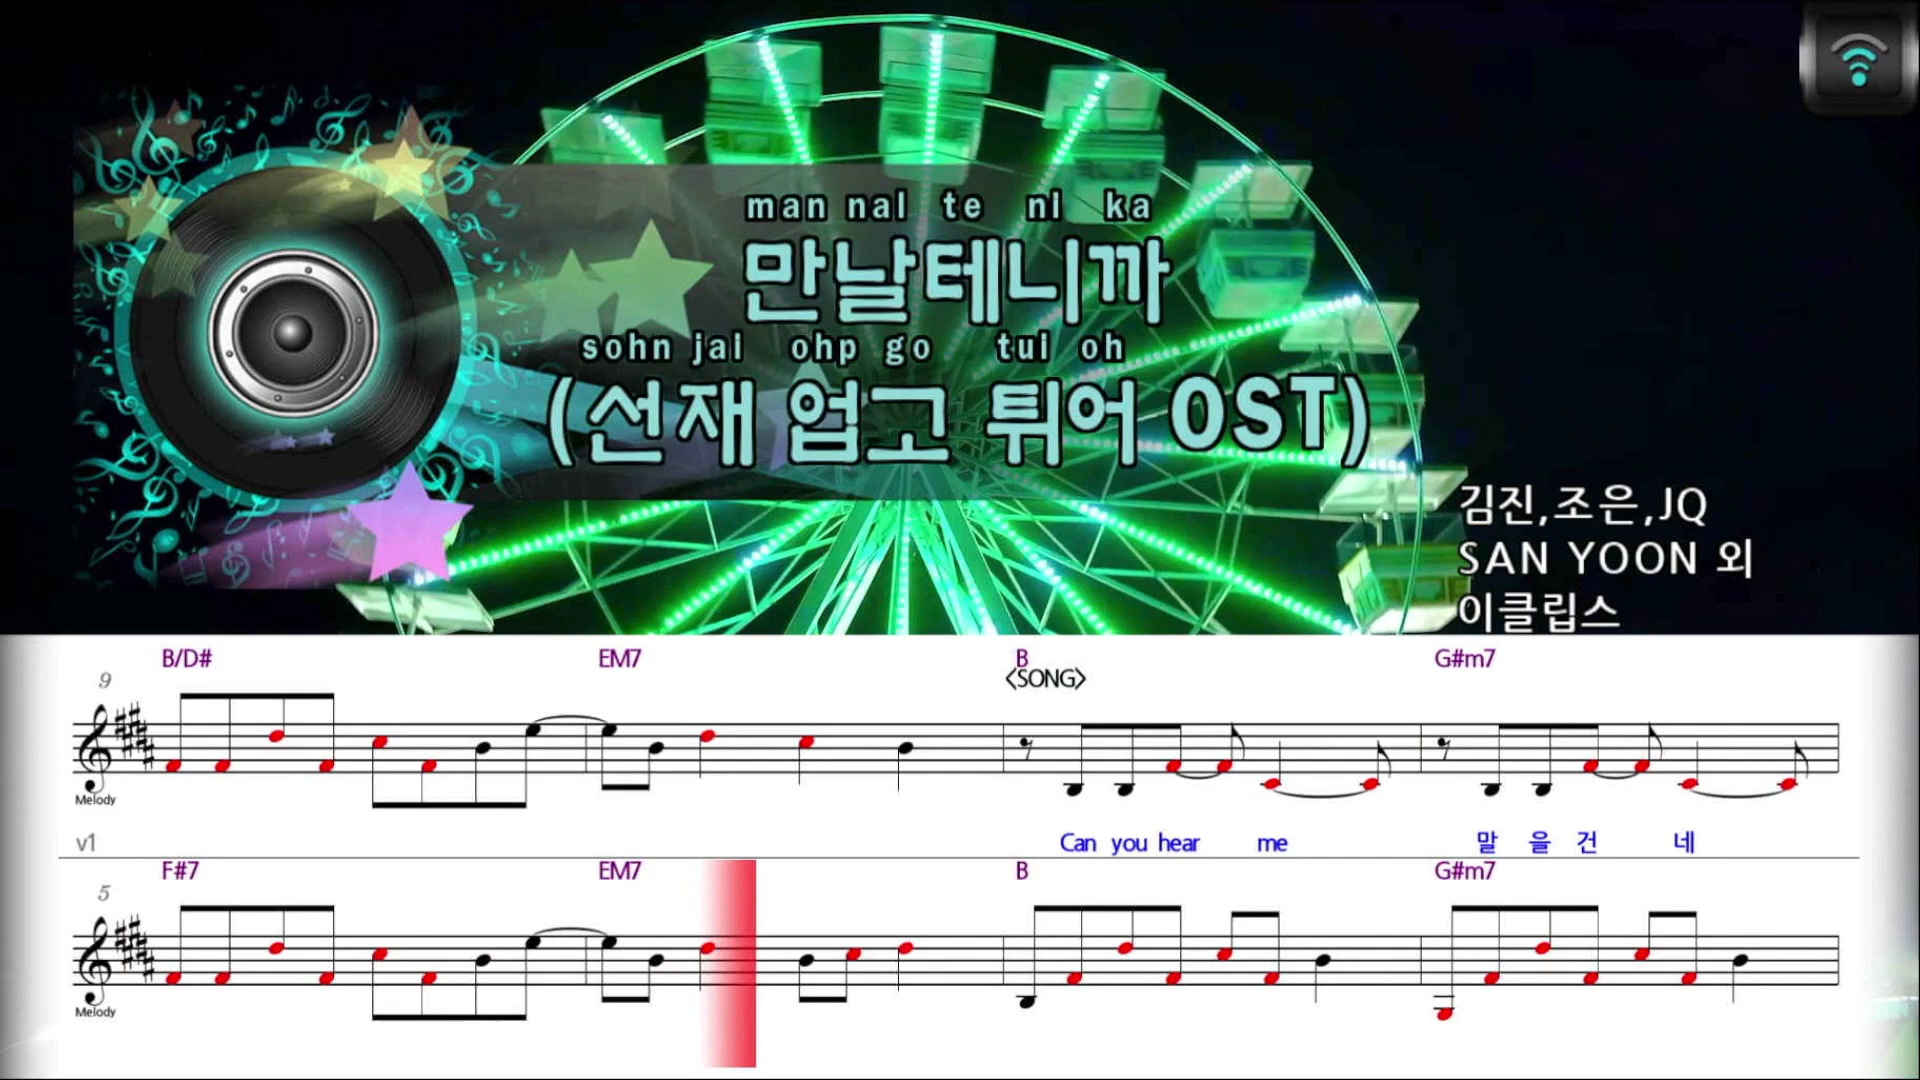 man nal te ni ka
만날테니까
sohn jai ohp go tui oh
(선재 업고 튀어 OST)
김진,조은,JQ
SAN YOON 외
이클립스
B/D# EM7 B G#m7
<SONG>
9
Melody
v1 Can you hear me 말 을 건 네
F#7 EM7 B G#m7
5
Melody